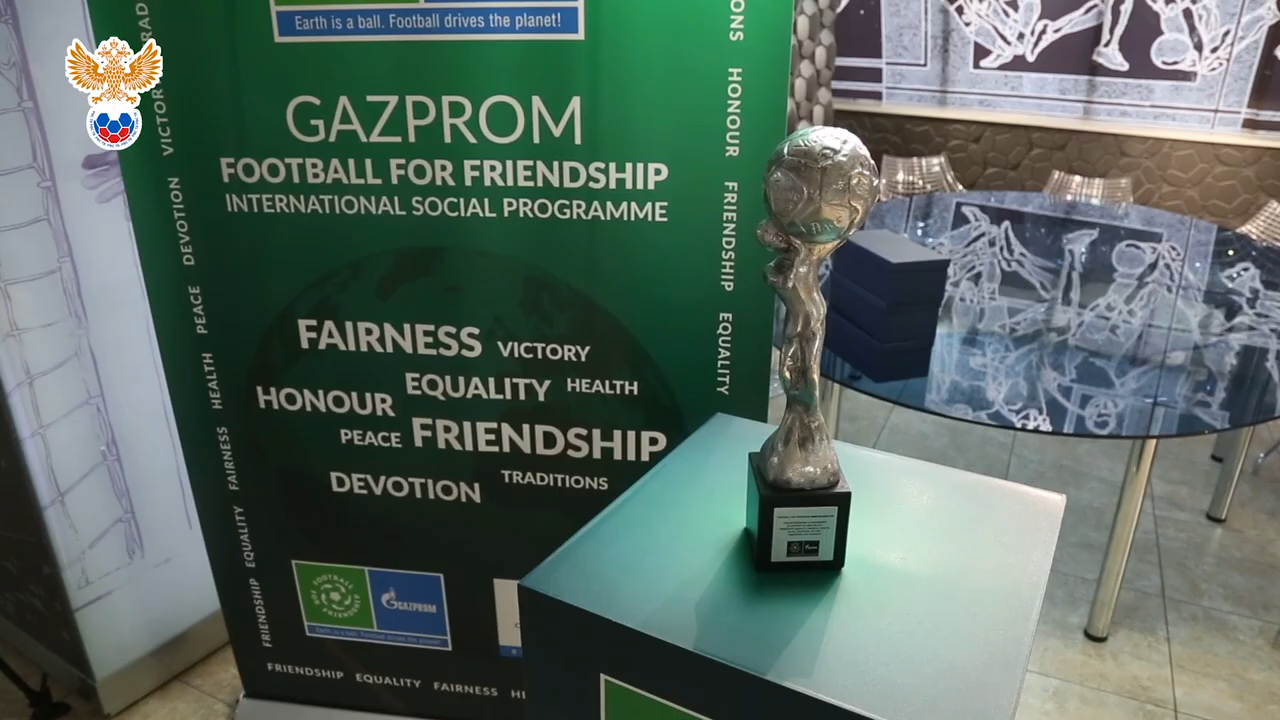 Earth is a ball. Football drives the planet!
GAZPROM
FOOTBALL FOR FRIENDSHIP
INTERNATIONAL SOCIAL PROGRAMME
FAIRNESS VICTORY
EQUALITY HEALTH
HONOUR
PEACE FRIENDSHIP
DEVOTION TRADITIONS
FRIENDSHIP EQUALITY FAIRNESS HEALTH PEACE DEVOTION VICTORY
HONOUR FRIENDSHIP EQUALITY
FOOTBALL FOR FRIENDSHIP
GAZPROM
Earth is a ball. Football drives the planet!
FRIENDSHIP EQUALITY FAIRNESS